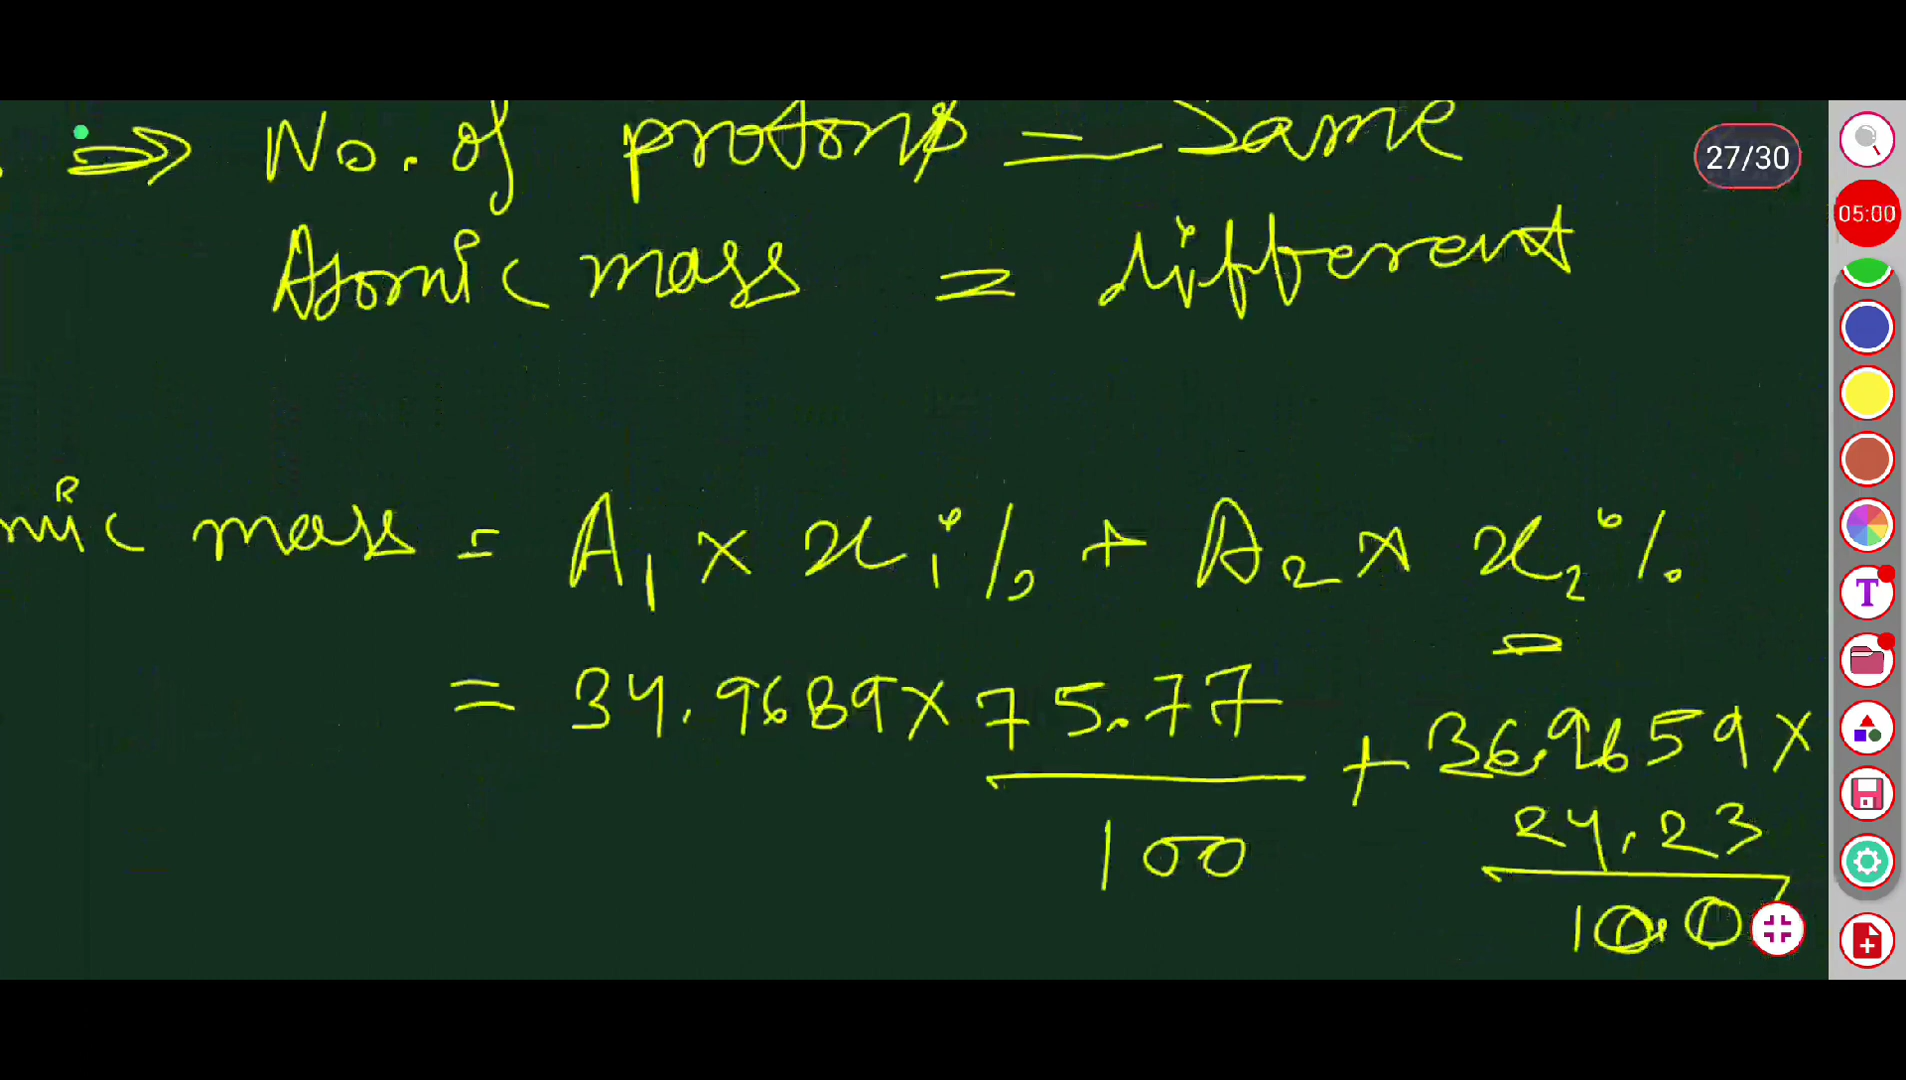 ⇒ No. of protons = Same
27/30
05:00
Atomic mass = different
mic mass = A₁ × x₁% + A₂ × x₂%
T
= 34.9689 × 75.77/100 + 36.9659 ×
24.23/100